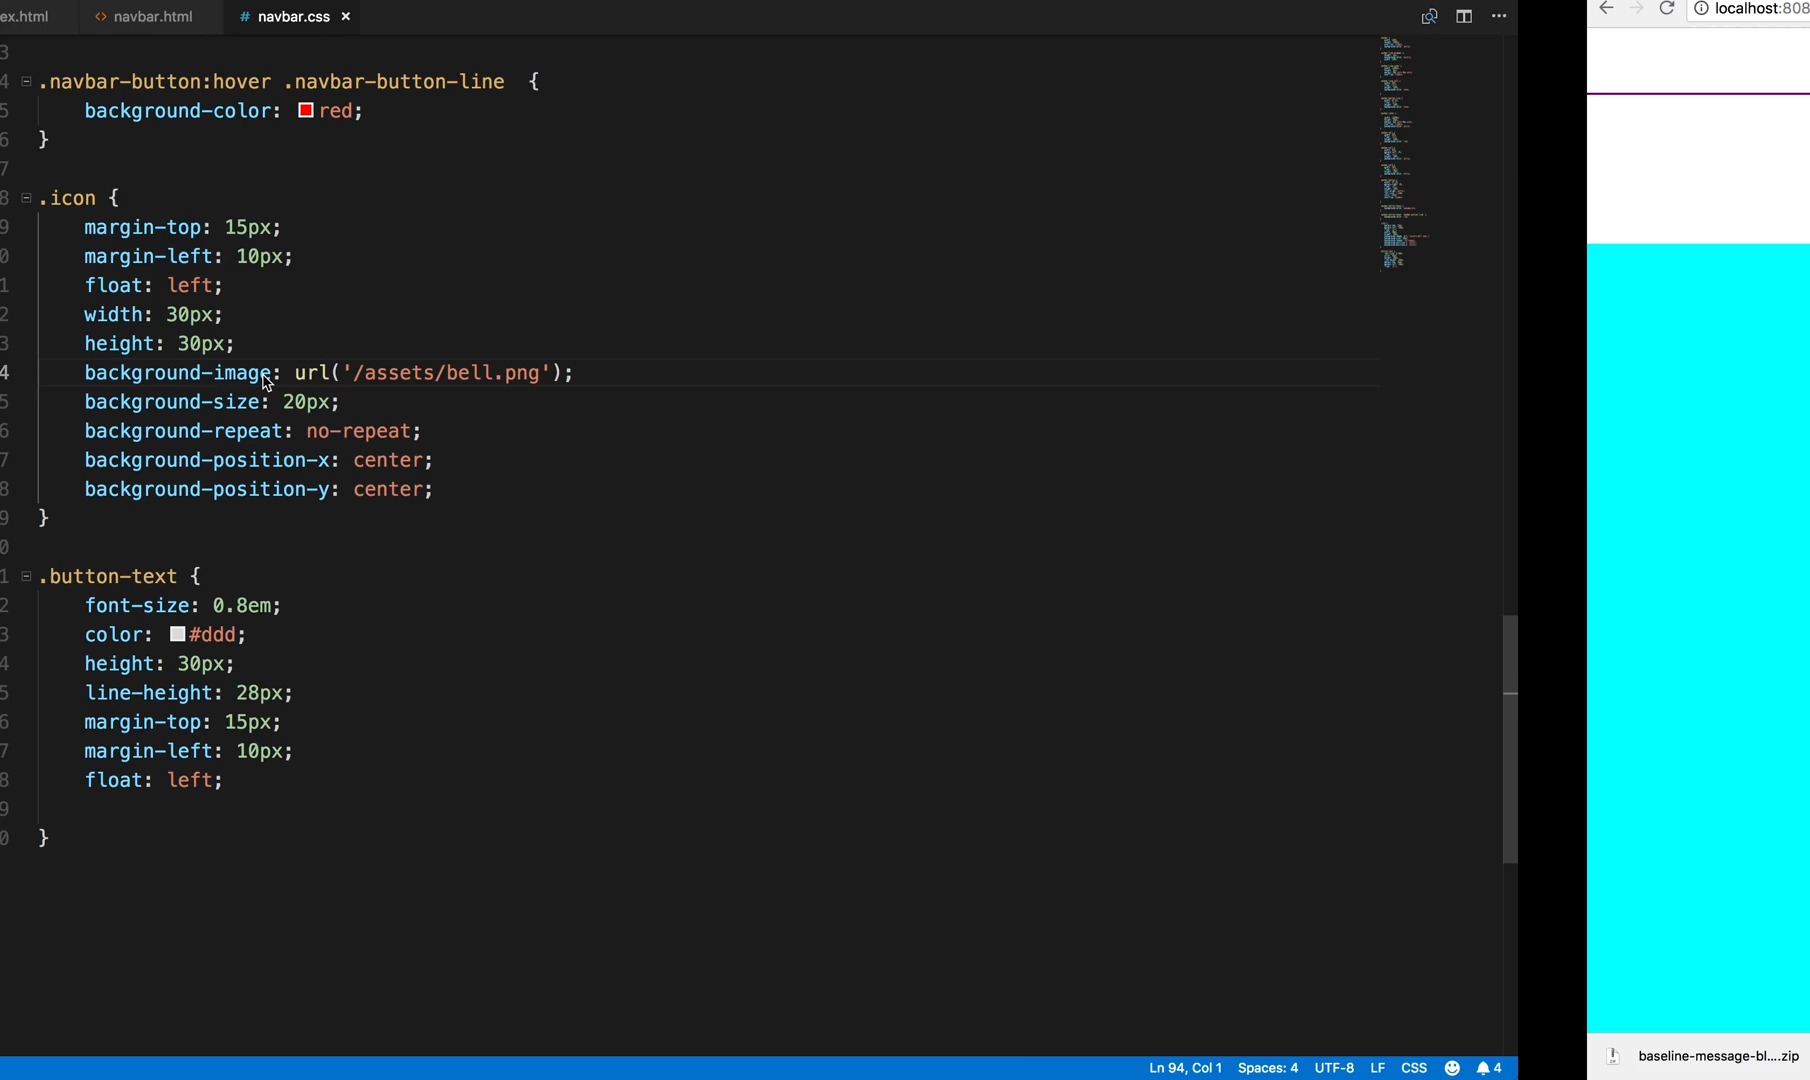 ex.html
navbar.html
# navbar.css ×
localhost:808
3
4 .navbar-button:hover .navbar-button-line {
5 background-color: red;
6 }
7
8 .icon {
9 margin-top: 15px;
0 margin-left: 10px;
1 float: left;
2 width: 30px;
3 height: 30px;
4 background-image: url('/assets/bell.png');
5 background-size: 20px;
6 background-repeat: no-repeat;
7 background-position-x: center;
8 background-position-y: center;
9 }
0
1 .button-text {
2 font-size: 0.8em;
3 color: #ddd;
4 height: 30px;
5 line-height: 28px;
6 margin-top: 15px;
7 margin-left: 10px;
8 float: left;
9
0 }
baseline-message-bl....zip
Ln 94, Col 1 Spaces: 4 UTF-8 LF CSS 4